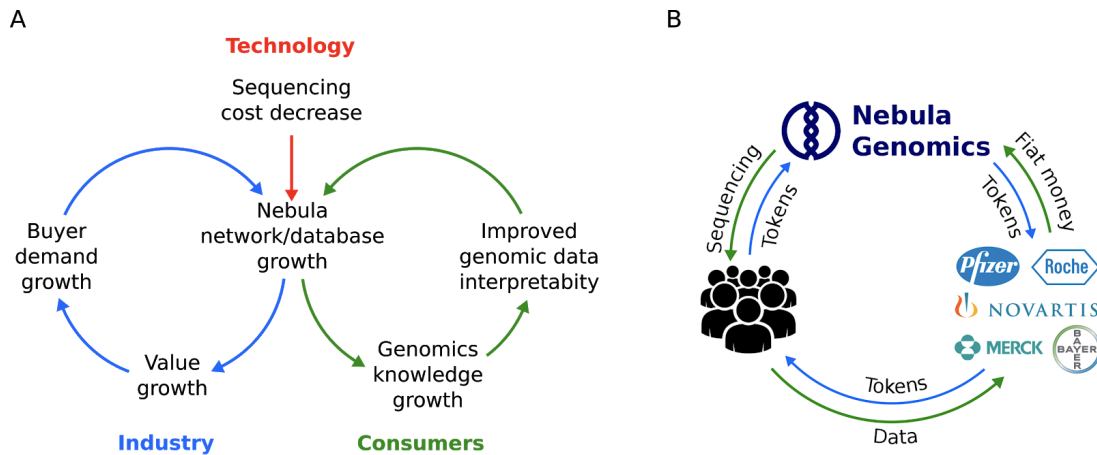 A
Technology
Sequencing
cost decrease
Nebula
network/database
growth
Buyer
demand
growth
Improved
genomic data
interpretabity
Value
growth
Genomics
knowledge
growth
Industry
Consumers
B
Nebula
Genomics
Sequencing
Tokens
Tokens
Fiat money
Pfizer
Roche
NOVARTIS
MERCK
BAYER
BAYER
Tokens
Data